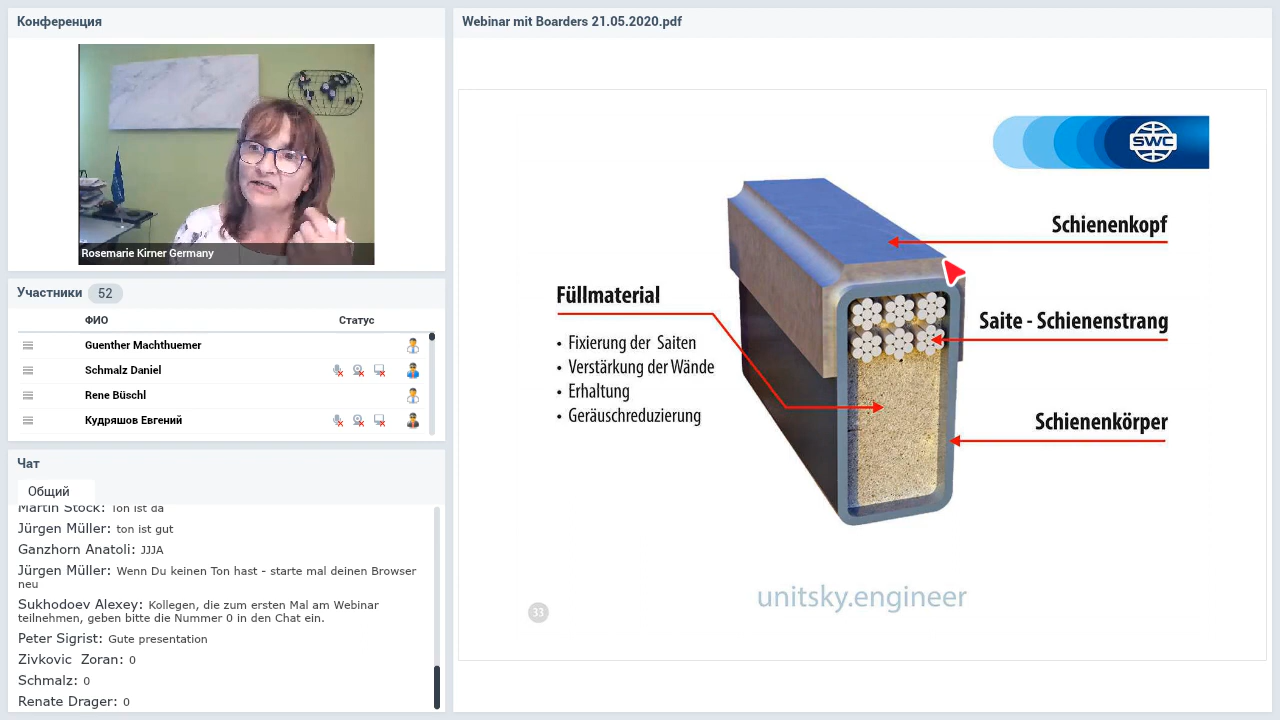 Конференция
Rosemarie Kirner Germany
Участники 52
ФИО Статус
Guenther Machthuemer
Schmalz Daniel
Rene Büschl
Кудряшов Евгений
Чат
Общий
Martin Stock: Ton ist da
Jürgen Müller: ton ist gut
Ganzhorn Anatoli: JJJA
Jürgen Müller: Wenn Du keinen Ton hast - starte mal deinen Browser
neu
Sukhodoev Alexey: Kollegen, die zum ersten Mal am Webinar
teilnehmen, geben bitte die Nummer 0 in den Chat ein.
Peter Sigrist: Gute presentation
Zivkovic Zoran: 0
Schmalz: 0
Renate Drager: 0
Webinar mit Boarders 21.05.2020.pdf
SWC
Schienenkopf
Füllmaterial
• Fixierung der Saiten
• Verstärkung der Wände
• Erhaltung
• Geräuschreduzierung
Saite - Schienenstrang
Schienenkörper
unitsky.engineer
33